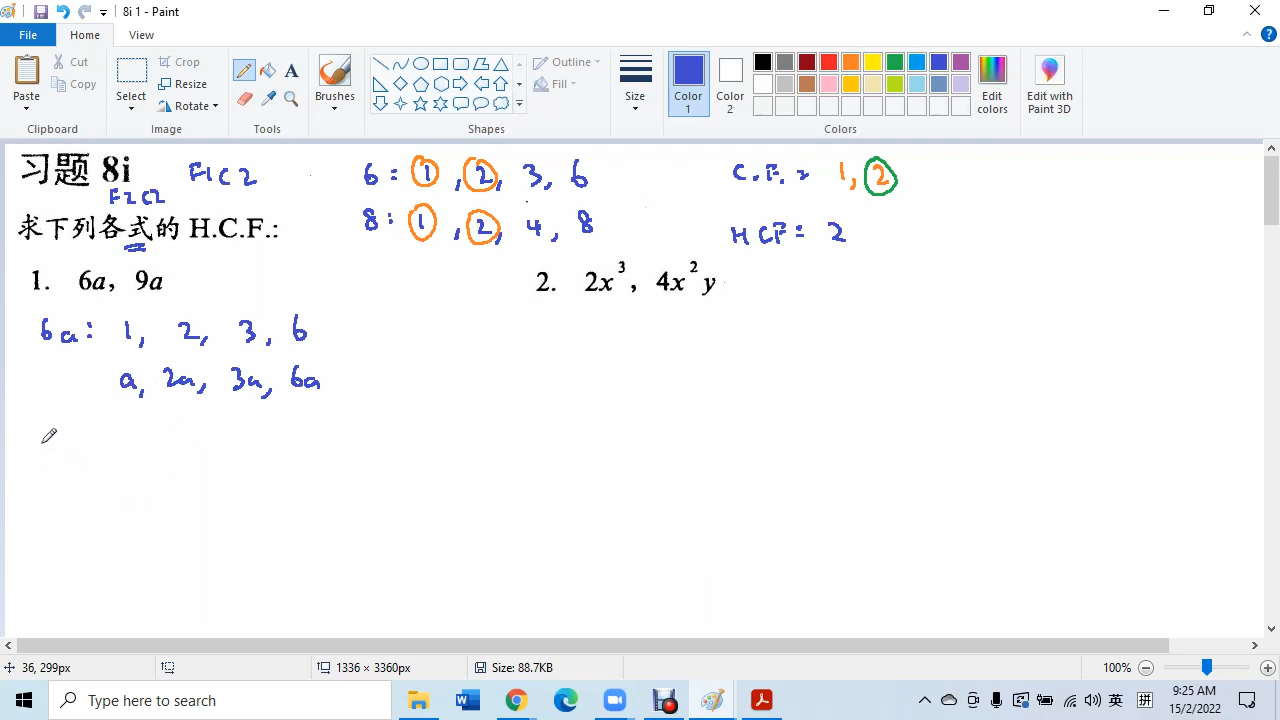 8i 1 - Paint
File Home View
Paste Cut Copy Clipboard
Select Crop Resize Rotate Image
Tools
Brushes
Outline Fill Shapes
Size
Color 1 Color 2 Edit colors Colors
Edit with Paint 3D
习题 8i F1C2
F2C2
6: 1, 2, 3, 6
8: 1, 2, 4, 8
C.F. = 1, 2
HCF = 2
求下列各式的 H.C.F.:
1. 6a, 9a
2. 2x³, 4x²y
6a: 1, 2, 3, 6
a, 2a, 3a, 6a
36, 299px 1336 × 3360px Size: 88.7KB 100%
Type here to search
英 拼 9:25 AM
15/2/2022